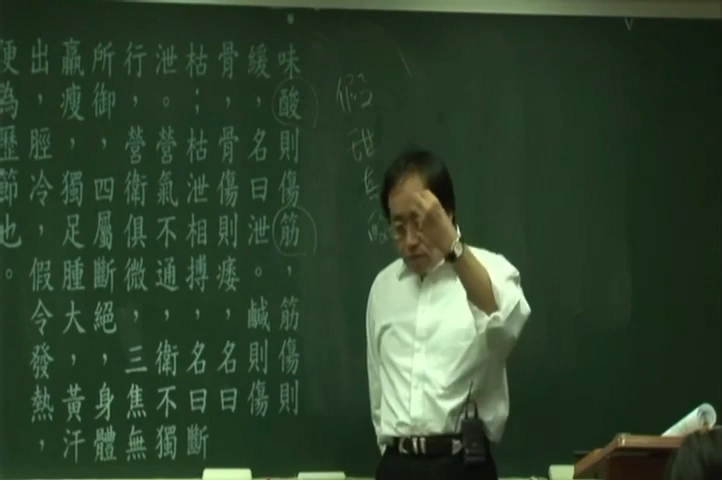 味酸則傷筋，筋傷則
緩，名曰泄。鹹則傷
骨，骨傷則痿，名曰
枯；枯泄相搏，名曰斷
泄。營氣不通，衛不獨
行，營衛俱微，三焦無
所御，四屬斷絕，身體
羸瘦，獨足腫大，黃汗
出，脛冷，假令發熱，
便為歷節也。
假